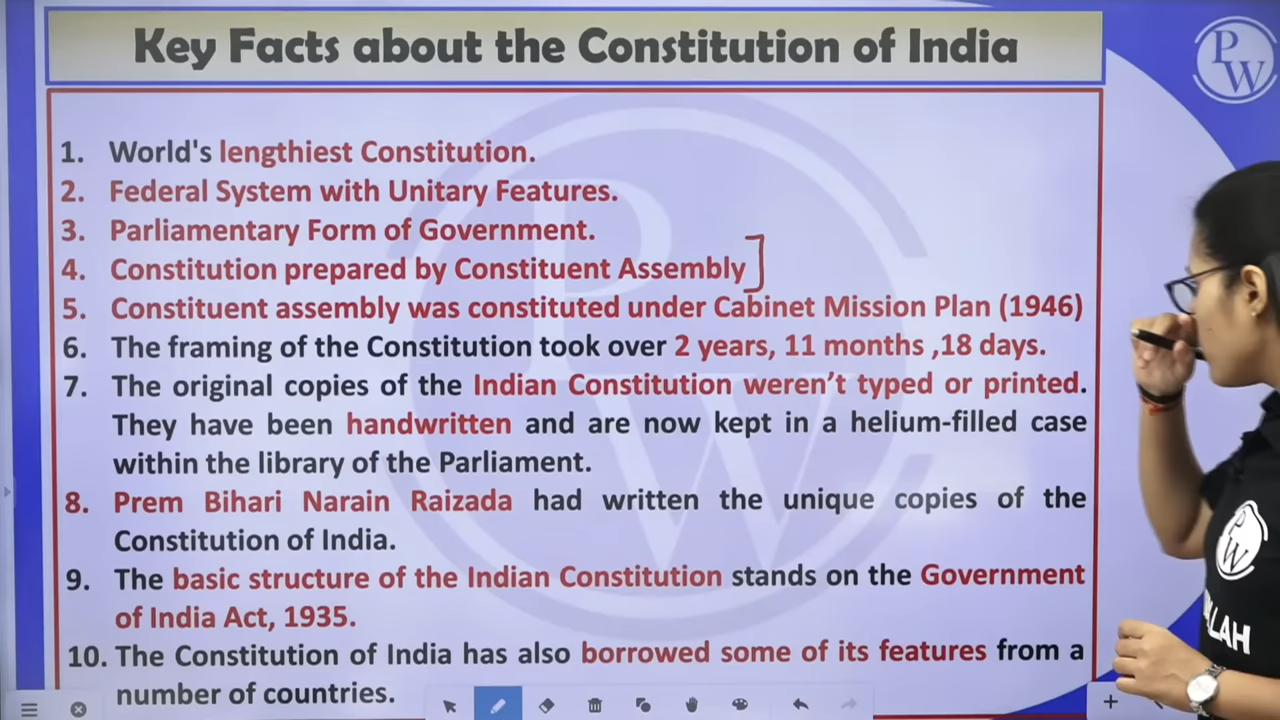 Key Facts about the Constitution of India
PW
1. World's lengthiest Constitution.
2. Federal System with Unitary Features.
3. Parliamentary Form of Government.
4. Constitution prepared by Constituent Assembly
5. Constituent assembly was constituted under Cabinet Mission Plan (1946)
6. The framing of the Constitution took over 2 years, 11 months ,18 days.
7. The original copies of the Indian Constitution weren’t typed or printed.
They have been handwritten and are now kept in a helium-filled case
within the library of the Parliament.
8. Prem Bihari Narain Raizada had written the unique copies of the
Constitution of India.
9. The basic structure of the Indian Constitution stands on the Government
of India Act, 1935.
10. The Constitution of India has also borrowed some of its features from a
number of countries.
PW
PW
LAH